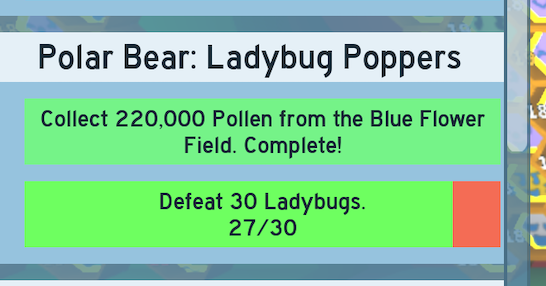 Polar Bear: Ladybug Poppers
Collect 220,000 Pollen from the Blue Flower
Field. Complete!
Defeat 30 Ladybugs.
27/30